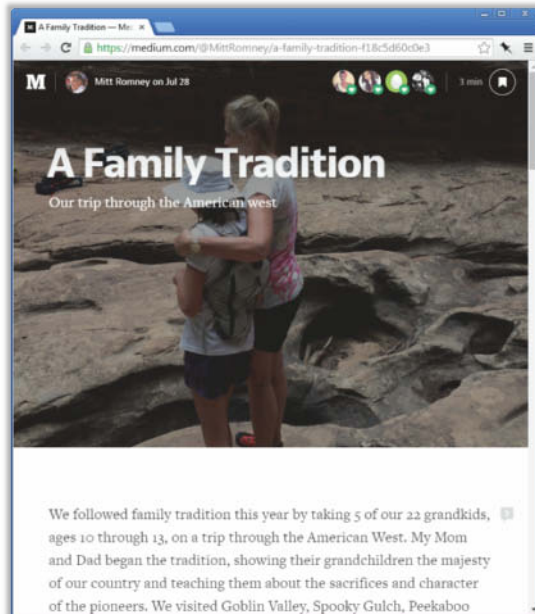 A Family Tradition — Me
https://medium.com/@MittRomney/a-family-tradition-f18c5d60c0e3
M Mitt Romney on Jul 28 3 min
A Family Tradition
Our trip through the American west
We followed family tradition this year by taking 5 of our 22 grandkids,
ages 10 through 13, on a trip through the American West. My Mom
and Dad began the tradition, showing their grandchildren the majesty
of our country and teaching them about the sacrifices and character
of the pioneers. We visited Goblin Valley, Spooky Gulch, Peekaboo